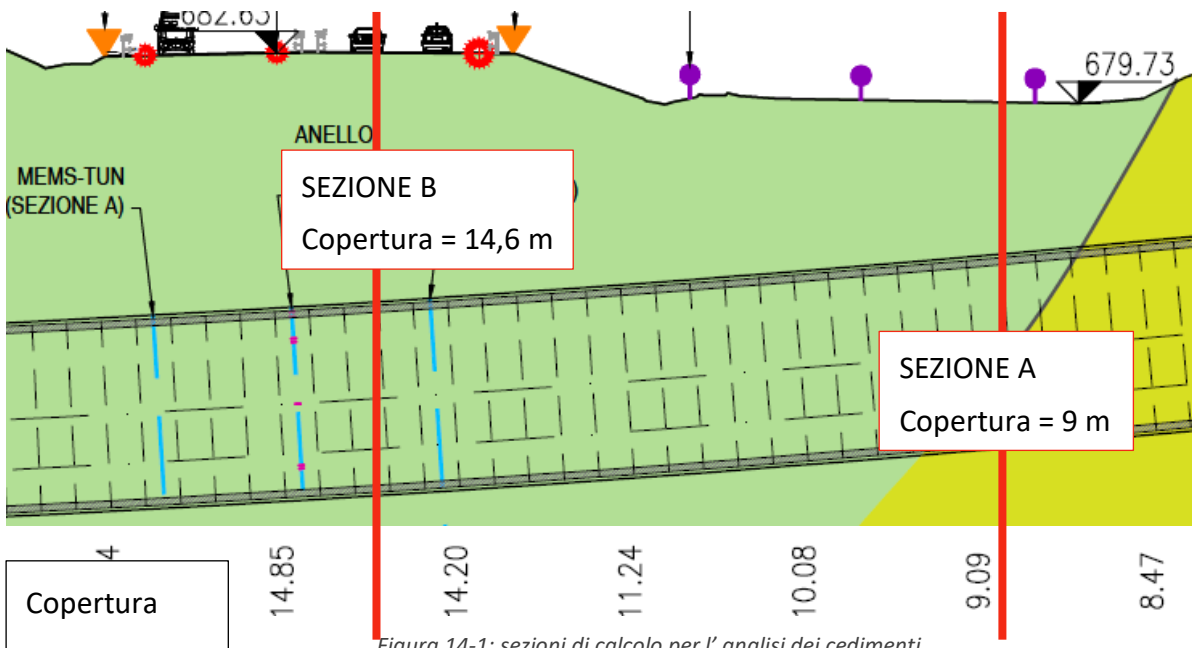 682.63
679.73
ANELLO
MEMS-TUN
(SEZIONE A)
SEZIONE B
Copertura = 14,6 m
)
SEZIONE A
Copertura = 9 m
Copertura
4
14.85
14.20
11.24
10.08
9.09
8.47
Figura 14-1: sezioni di calcolo per l' analisi dei cedimenti